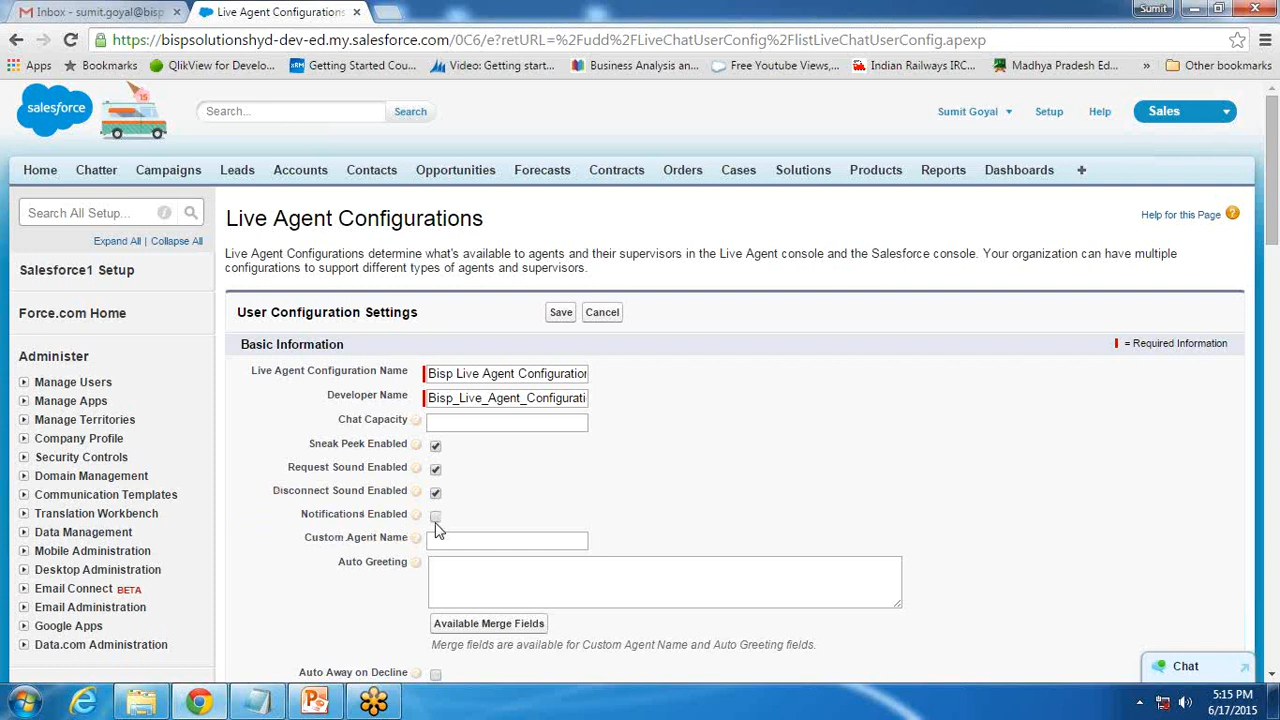 Inbox - sumit.goyal@bisp
Live Agent Configurations
Sumit
https://bispsolutionshyd-dev-ed.my.salesforce.com/0C6/e?retURL=%2Fudd%2FLiveChatUserConfig%2FlistLiveChatUserConfig.apexp
Apps
Bookmarks
QlikView for Develo...
Getting Started Cour...
Video: Getting start...
Business Analysis an...
Free Youtube Views,...
Indian Railways IRC...
Madhya Pradesh Ed...
»
Other bookmarks
salesforce
15
Search...
Search
Sumit Goyal
Setup
Help
Sales
Home
Chatter
Campaigns
Leads
Accounts
Contacts
Opportunities
Forecasts
Contracts
Orders
Cases
Solutions
Products
Reports
Dashboards
+
Search All Setup...
Expand All | Collapse All
Salesforce1 Setup
Force.com Home
Administer
Manage Users
Manage Apps
Manage Territories
Company Profile
Security Controls
Domain Management
Communication Templates
Translation Workbench
Data Management
Mobile Administration
Desktop Administration
Email Connect BETA
Email Administration
Google Apps
Data.com Administration
Live Agent Configurations
Help for this Page
Live Agent Configurations determine what's available to agents and their supervisors in the Live Agent console and the Salesforce console. Your organization can have multiple
configurations to support different types of agents and supervisors.
User Configuration Settings
Save
Cancel
Basic Information
= Required Information
Live Agent Configuration Name
Bisp Live Agent Configuration
Developer Name
Bisp_Live_Agent_Configurati
Chat Capacity
Sneak Peek Enabled
Request Sound Enabled
Disconnect Sound Enabled
Notifications Enabled
Custom Agent Name
Auto Greeting
Available Merge Fields
Merge fields are available for Custom Agent Name and Auto Greeting fields.
Auto Away on Decline
Chat
5:15 PM
6/17/2015